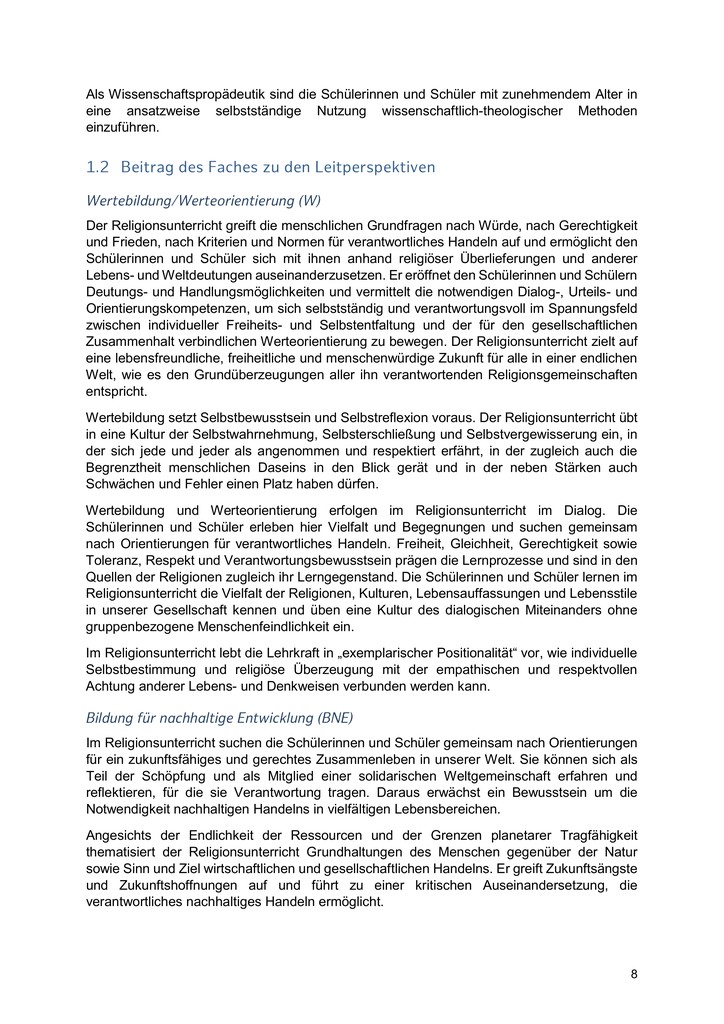 Als Wissenschaftspropädeutik sind die Schülerinnen und Schüler mit zunehmendem Alter in
eine ansatzweise selbstständige Nutzung wissenschaftlich-theologischer Methoden
einzuführen.
1.2 Beitrag des Faches zu den Leitperspektiven
Wertebildung/Werteorientierung (W)
Der Religionsunterricht greift die menschlichen Grundfragen nach Würde, nach Gerechtigkeit
und Frieden, nach Kriterien und Normen für verantwortliches Handeln auf und ermöglicht den
Schülerinnen und Schüler sich mit ihnen anhand religiöser Überlieferungen und anderer
Lebens- und Weltdeutungen auseinanderzusetzen. Er eröffnet den Schülerinnen und Schülern
Deutungs- und Handlungsmöglichkeiten und vermittelt die notwendigen Dialog-, Urteils- und
Orientierungskompetenzen, um sich selbstständig und verantwortungsvoll im Spannungsfeld
zwischen individueller Freiheits- und Selbstentfaltung und der für den gesellschaftlichen
Zusammenhalt verbindlichen Werteorientierung zu bewegen. Der Religionsunterricht zielt auf
eine lebensfreundliche, freiheitliche und menschenwürdige Zukunft für alle in einer endlichen
Welt, wie es den Grundüberzeugungen aller ihn verantwortenden Religionsgemeinschaften
entspricht.
Wertebildung setzt Selbstbewusstsein und Selbstreflexion voraus. Der Religionsunterricht übt
in eine Kultur der Selbstwahrnehmung, Selbsterschließung und Selbstvergewisserung ein, in
der sich jede und jeder als angenommen und respektiert erfährt, in der zugleich auch die
Begrenztheit menschlichen Daseins in den Blick gerät und in der neben Stärken auch
Schwächen und Fehler einen Platz haben dürfen.
Wertebildung und Werteorientierung erfolgen im Religionsunterricht im Dialog. Die
Schülerinnen und Schüler erleben hier Vielfalt und Begegnungen und suchen gemeinsam
nach Orientierungen für verantwortliches Handeln. Freiheit, Gleichheit, Gerechtigkeit sowie
Toleranz, Respekt und Verantwortungsbewusstsein prägen die Lernprozesse und sind in den
Quellen der Religionen zugleich ihr Lerngegenstand. Die Schülerinnen und Schüler lernen im
Religionsunterricht die Vielfalt der Religionen, Kulturen, Lebensauffassungen und Lebensstile
in unserer Gesellschaft kennen und üben eine Kultur des dialogischen Miteinanders ohne
gruppenbezogene Menschenfeindlichkeit ein.
Im Religionsunterricht lebt die Lehrkraft in „exemplarischer Positionalität“ vor, wie individuelle
Selbstbestimmung und religiöse Überzeugung mit der empathischen und respektvollen
Achtung anderer Lebens- und Denkweisen verbunden werden kann.
Bildung für nachhaltige Entwicklung (BNE)
Im Religionsunterricht suchen die Schülerinnen und Schüler gemeinsam nach Orientierungen
für ein zukunftsfähiges und gerechtes Zusammenleben in unserer Welt. Sie können sich als
Teil der Schöpfung und als Mitglied einer solidarischen Weltgemeinschaft erfahren und
reflektieren, für die sie Verantwortung tragen. Daraus erwächst ein Bewusstsein um die
Notwendigkeit nachhaltigen Handelns in vielfältigen Lebensbereichen.
Angesichts der Endlichkeit der Ressourcen und der Grenzen planetarer Tragfähigkeit
thematisiert der Religionsunterricht Grundhaltungen des Menschen gegenüber der Natur
sowie Sinn und Ziel wirtschaftlichen und gesellschaftlichen Handelns. Er greift Zukunftsängste
und Zukunftshoffnungen auf und führt zu einer kritischen Auseinandersetzung, die
verantwortliches nachhaltiges Handeln ermöglicht.
8